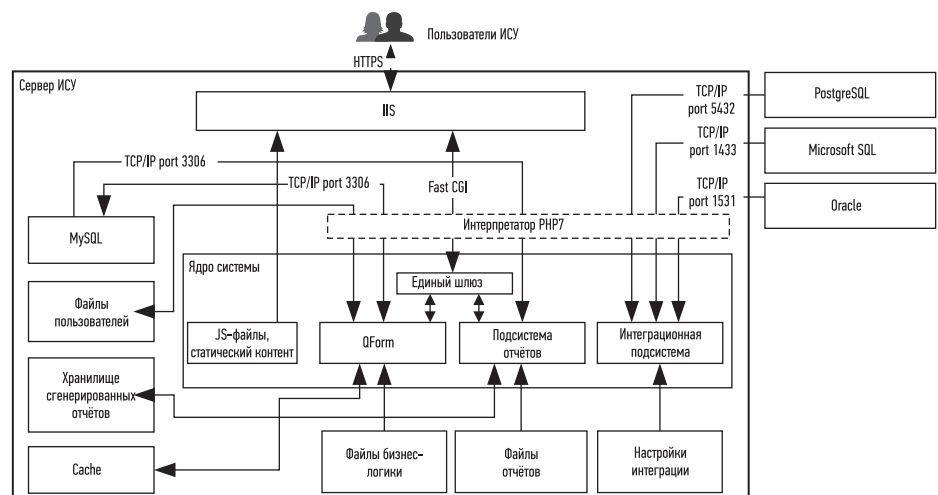 Пользователи ИСУ
HTTPS
Сервер ИСУ
IIS
TCP/IP
port 5432
PostgreSQL
TCP/IP
port 1433
Microsoft SQL
TCP/IP port 3306
TCP/IP port 3306
Fast CGI
TCP/IP
port 1531
Oracle
MySQL
Интерпретатор PHP7
Ядро системы
Единый шлюз
Файлы
пользователей
JS-файлы,
статический контент
QForm
Подсистема
отчётов
Интеграционная
подсистема
Хранилище
сгенерированных
отчётов
Cache
Файлы бизнес-
логики
Файлы
отчётов
Настройки
интеграции